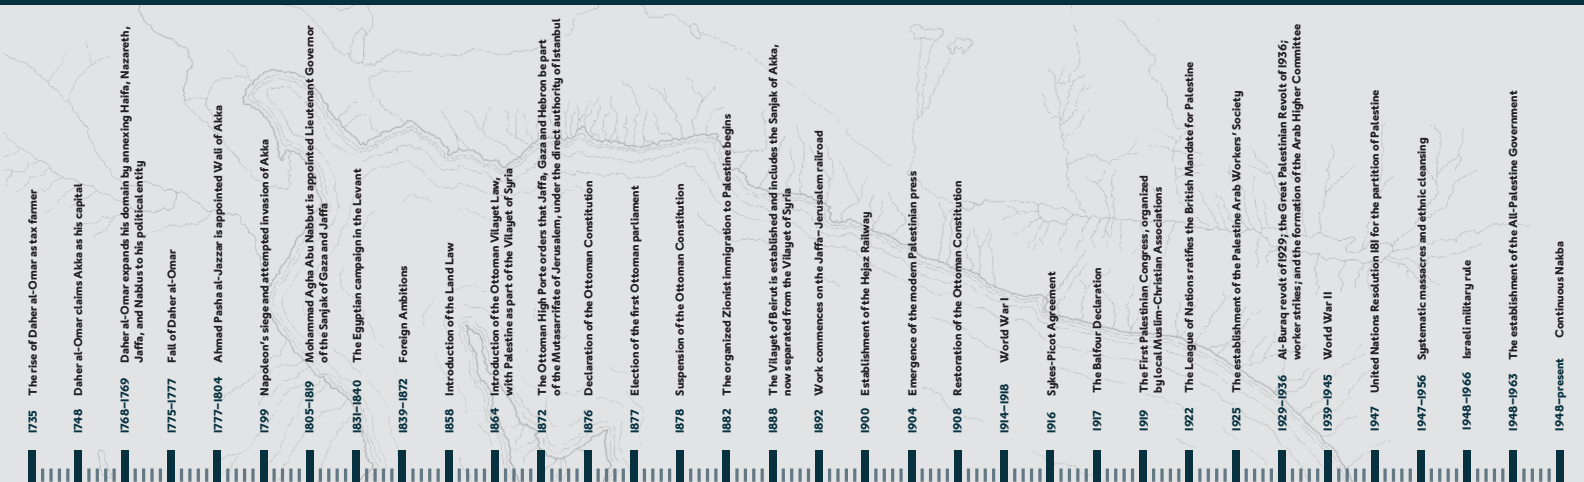 1735 The rise of Daher al-Omar as tax farmer
1748 Daher al-Omar claims Akka as his capital
1768–1769 Daher al-Omar expands his domain by annexing Haifa, Nazareth,
Jaffa, and Nablus to his political entity
1775–1777 Fall of Daher al-Omar
1777–1804 Ahmad Pasha al-Jazzar is appointed Wali of Akka
1799 Napoleon's siege and attempted invasion of Akka
1805–1819 Mohammad Agha Abu Nabbut is appointed Lieutenant Governor
of the Sanjak of Gaza and Jaffa
1831–1840 The Egyptian campaign in the Levant
1839–1872 Foreign Ambitions
1858 Introduction of the Land Law
1864 Introduction of the Ottoman Vilayet Law,
with Palestine as part of the Vilayet of Syria
1872 The Ottoman High Porte orders that Jaffa, Gaza and Hebron be part
of the Mutasarrifate of Jerusalem, under the direct authority of Istanbul
1876 Declaration of the Ottoman Constitution
1877 Election of the first Ottoman parliament
1878 Suspension of the Ottoman Constitution
1882 The organized Zionist immigration to Palestine begins
1888 The Vilayet of Beirut is established and includes the Sanjak of Akka,
now separated from the Vilayet of Syria
1892 Work commences on the Jaffa–Jerusalem railroad
1900 Establishment of the Hejaz Railway
1904 Emergence of the modern Palestinian press
1908 Restoration of the Ottoman Constitution
1914–1918 World War I
1916 Sykes-Picot Agreement
1917 The Balfour Declaration
1919 The First Palestinian Congress, organized
by local Muslim-Christian Associations
1922 The League of Nations ratifies the British Mandate for Palestine
1925 The establishment of the Palestine Arab Workers' Society
1929–1936 Al-Buraq revolt of 1929; the Great Palestinian Revolt of 1936;
worker strikes; and the formation of the Arab Higher Committee
1939–1945 World War II
1947 United Nations Resolution 181 for the partition of Palestine
1947–1956 Systematic massacres and ethnic cleansing
1948–1966 Israeli military rule
1948–1963 The establishment of the All-Palestine Government
1948–present Continuous Nakba